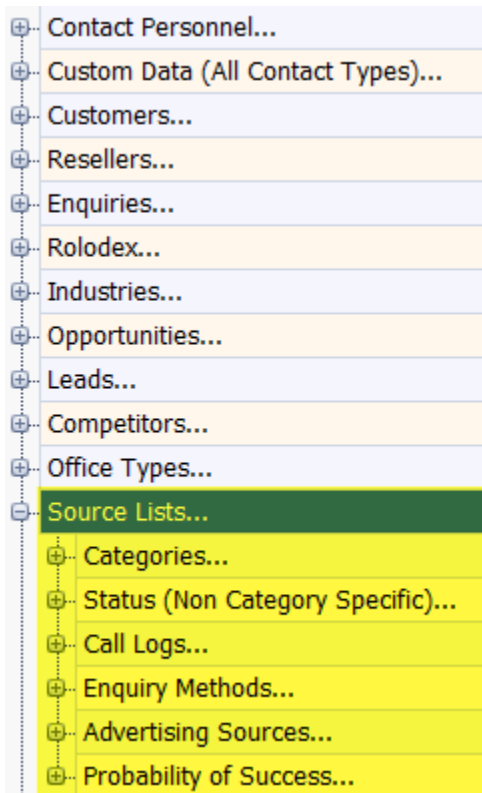 Contact Personnel...
Custom Data (All Contact Types)...
Customers...
Resellers...
Enquiries...
Rolodex...
Industries...
Opportunities...
Leads...
Competitors...
Office Types...
Source Lists...
Categories...
Status (Non Category Specific)...
Call Logs...
Enquiry Methods...
Advertising Sources...
Probability of Success...